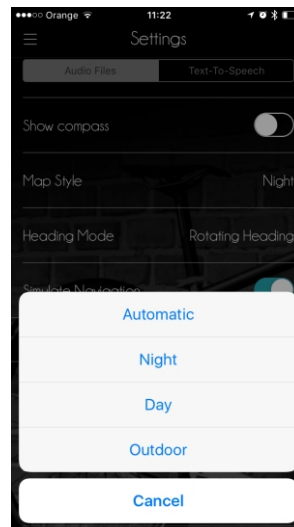 Orange 11:22
Settings
Audio Files Text-To-Speech
Show compass
Map Style Night
Heading Mode Rotating Heading
Simulate Navigation
Automatic
Night
Day
Outdoor
Cancel